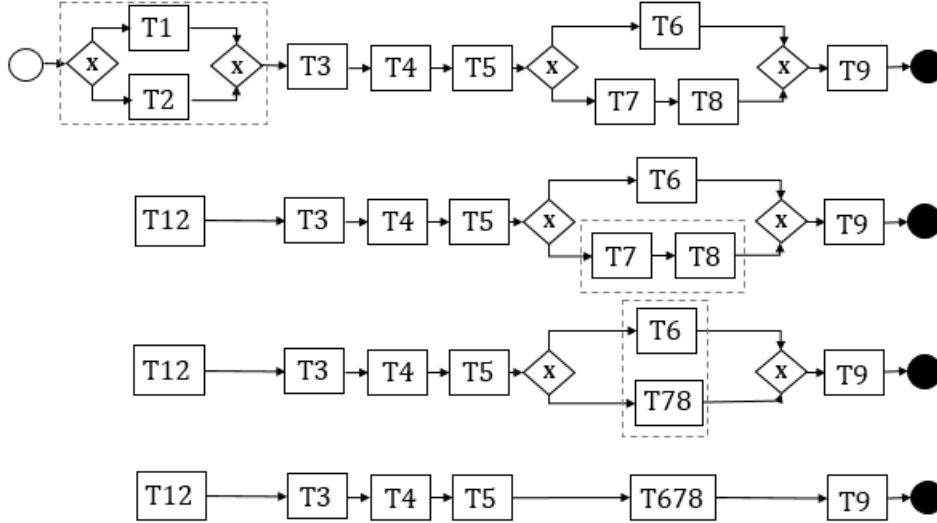 T1 T6
x x T3 T4 T5 x x T9
T2 T7 T8
T6
T12 T3 T4 T5 x x T9
T7 T8
T6
T12 T3 T4 T5 x x T9
T78
T12 T3 T4 T5 T678 T9